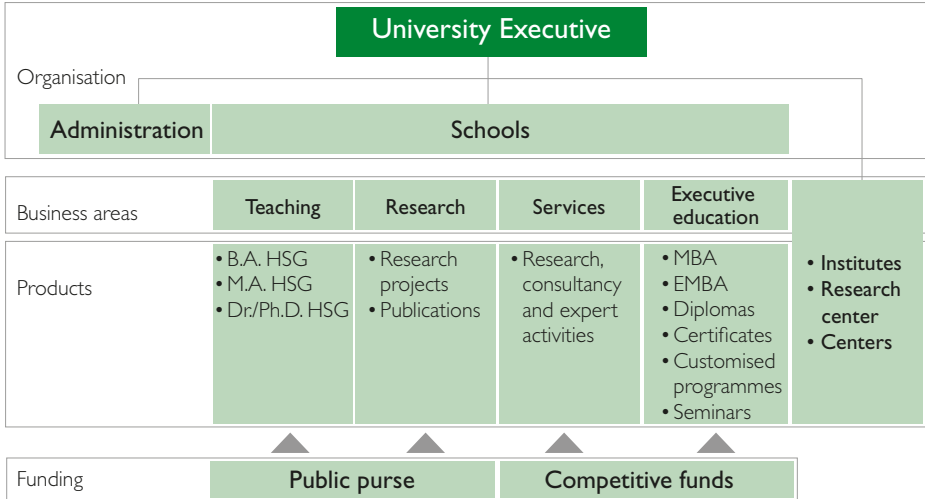 University Executive
Organisation
Administration
Schools
Business areas
Teaching
Research
Services
Executive
education
Products
• B.A. HSG
• M.A. HSG
• Dr./Ph.D. HSG
• Research
projects
• Publications
• Research,
consultancy
and expert
activities
• MBA
• EMBA
• Diplomas
• Certificates
• Customised
programmes
• Seminars
• Institutes
• Research
center
• Centers
Funding
Public purse
Competitive funds